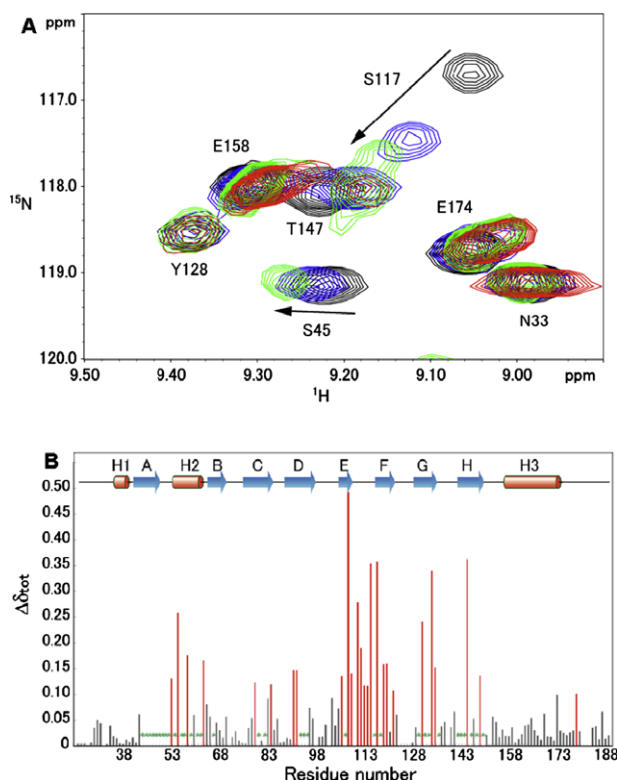 A
ppm
S117
117.0
E158
15N
118.0
T147
E174
Y128
119.0
S45
N33
120.0
9.50 9.40 9.30 9.20 9.10 9.00 ppm
1H
B
H1 A H2 B C D E F G H H3
0.50
0.45
0.40
0.35
0.30
Δδtot
0.25
0.20
0.15
0.10
0.05
0
38 53 68 83 98 113 128 143 158 173 188
Residue number